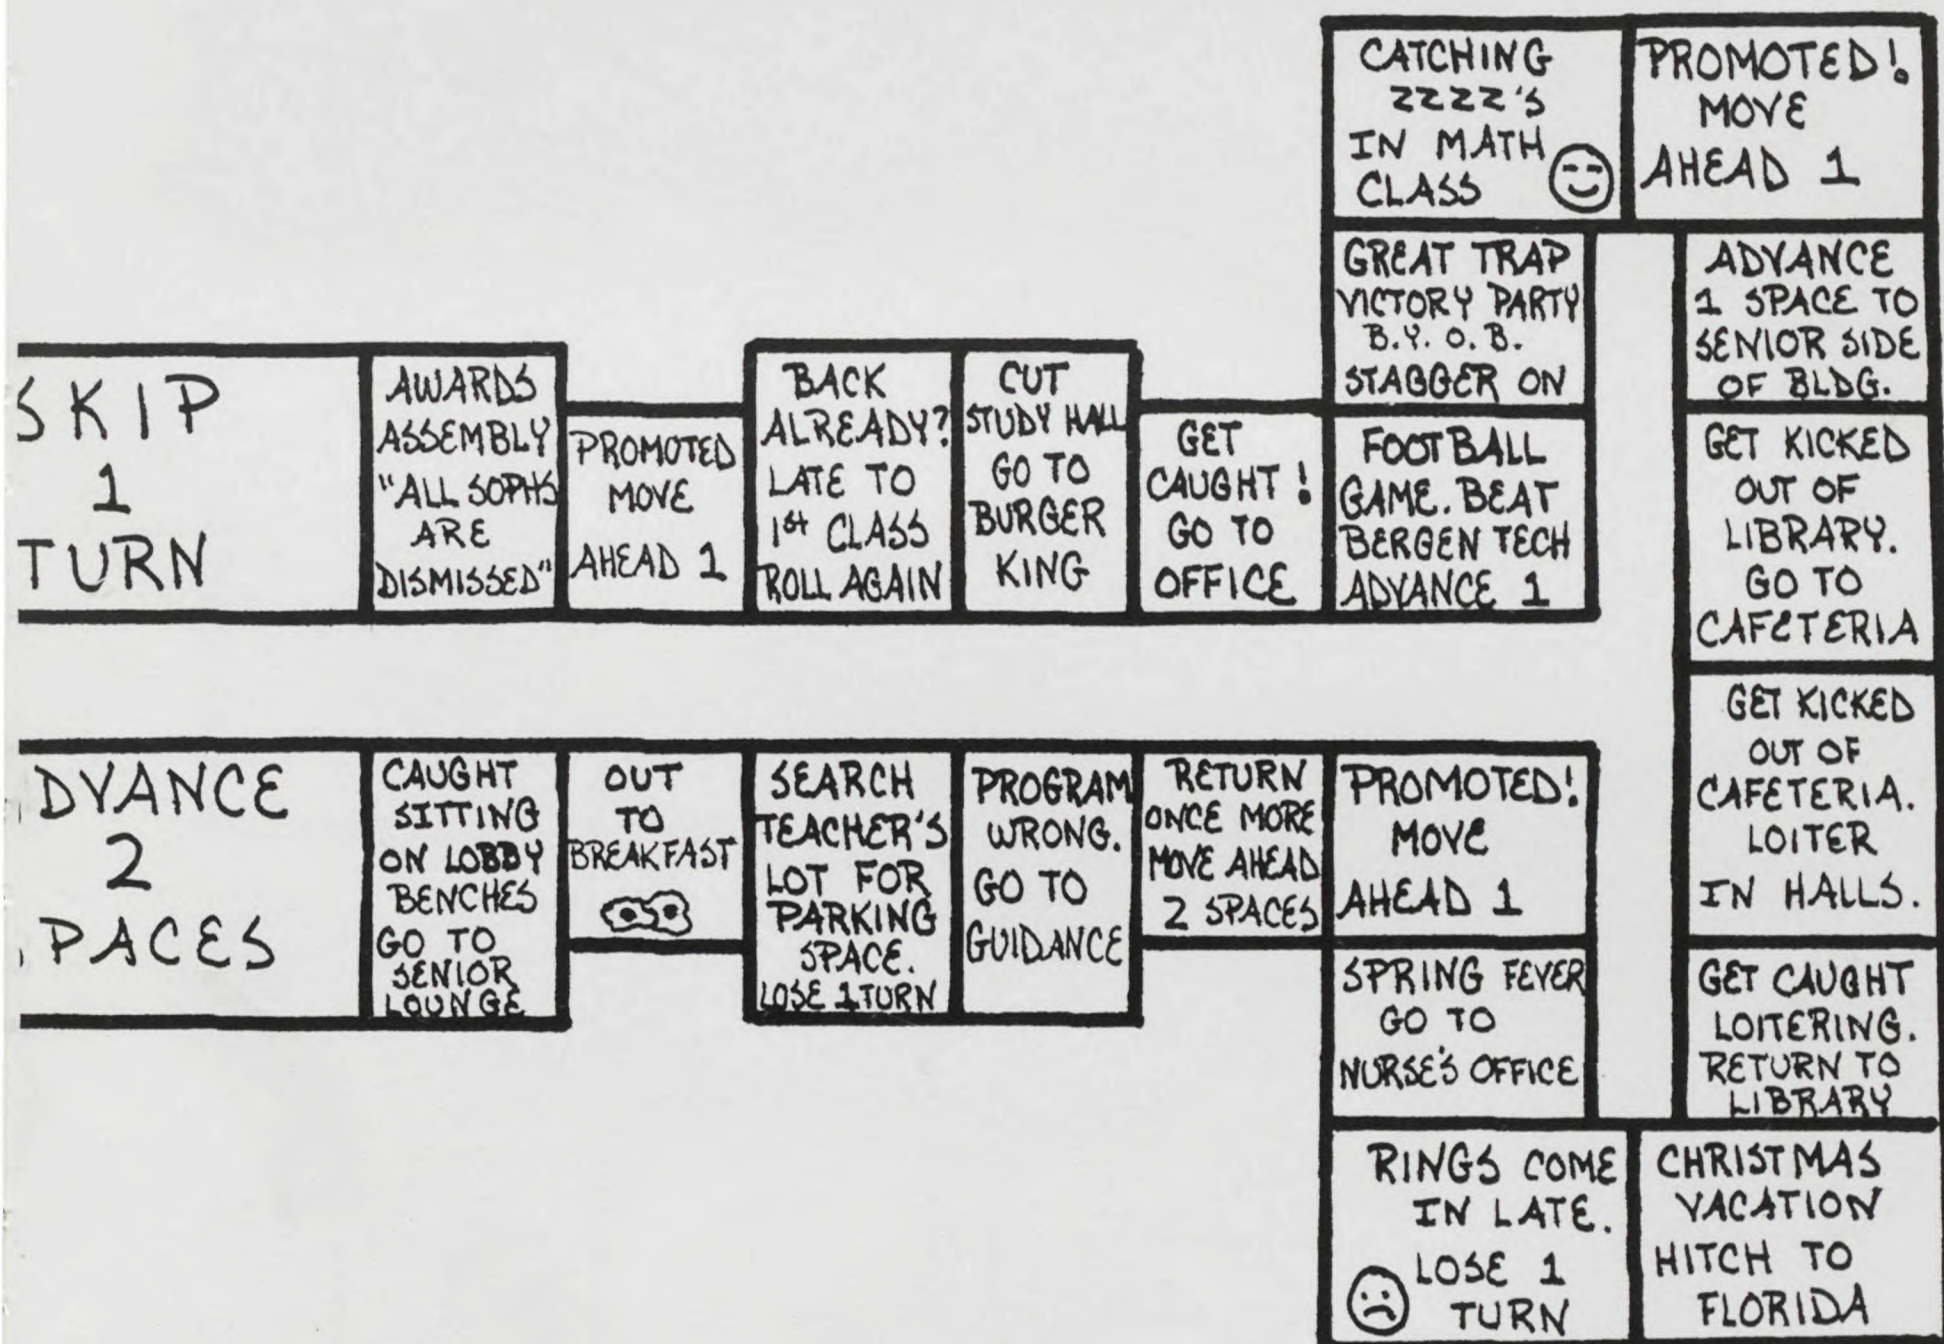 CATCHING
ZZZZ'S
IN MATH
CLASS
PROMOTED!
MOVE
AHEAD 1
GREAT TRAP
VICTORY PARTY
B.Y.O.B.
STAGGER ON
ADVANCE
1 SPACE TO
SENIOR SIDE
OF BLDG.
SKIP
1
TURN
AWARDS
ASSEMBLY
"ALL SOPHS
ARE
DISMISSED"
PROMOTED
MOVE
AHEAD 1
BACK
ALREADY?
LATE TO
1st CLASS
ROLL AGAIN
CUT
STUDY HALL
GO TO
BURGER
KING
GET
CAUGHT!
GO TO
OFFICE
FOOTBALL
GAME. BEAT
BERGEN TECH
ADVANCE 1
GET KICKED
OUT OF
LIBRARY.
GO TO
CAFETERIA
GET KICKED
OUT OF
CAFETERIA.
LOITER
IN HALLS.
DVANCE
2
PACES
CAUGHT
SITTING
ON LOBBY
BENCHES
GO TO
SENIOR
LOUNGE
OUT
TO
BREAKFAST
SEARCH
TEACHER'S
LOT FOR
PARKING
SPACE.
LOSE 1 TURN
PROGRAM
WRONG.
GO TO
GUIDANCE
RETURN
ONCE MORE
MOVE AHEAD
2 SPACES
PROMOTED!
MOVE
AHEAD 1
SPRING FEVER
GO TO
NURSE'S OFFICE
GET CAUGHT
LOITERING.
RETURN TO
LIBRARY
RINGS COME
IN LATE.
LOSE 1
TURN
CHRISTMAS
VACATION
HITCH TO
FLORIDA